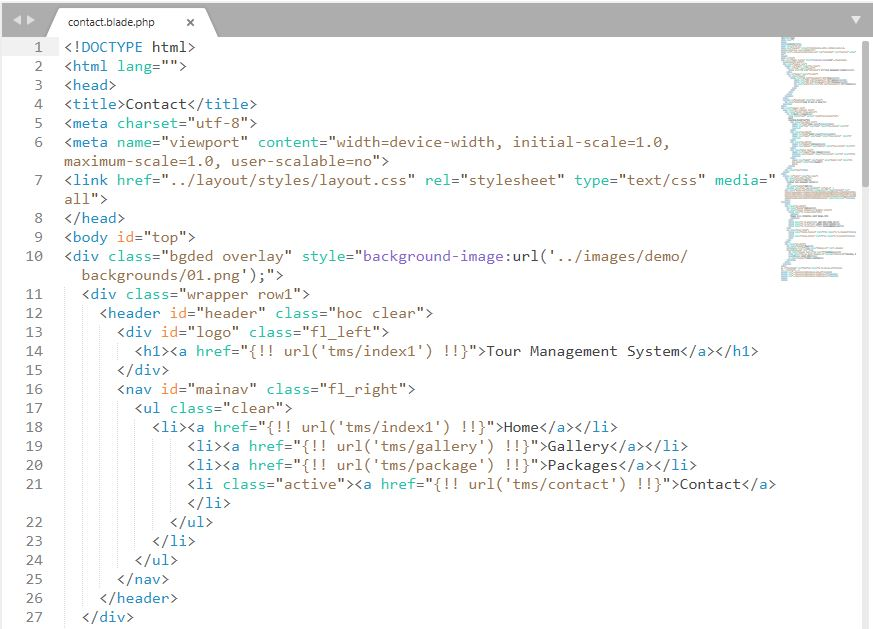 contact.blade.php x
1 <!DOCTYPE html>
2 <html lang="">
3 <head>
4 <title>Contact</title>
5 <meta charset="utf-8">
6 <meta name="viewport" content="width=device-width, initial-scale=1.0,
maximum-scale=1.0, user-scalable=no">
7 <link href="../layout/styles/layout.css" rel="stylesheet" type="text/css" media="
all">
8 </head>
9 <body id="top">
10 <div class="bgded overlay" style="background-image:url('../images/demo/
backgrounds/01.png');">
11 <div class="wrapper row1">
12 <header id="header" class="hoc clear">
13 <div id="logo" class="fl_left">
14 <h1><a href="{!! url('tms/index1') !!}">Tour Management System</a></h1>
15 </div>
16 <nav id="mainav" class="fl_right">
17 <ul class="clear">
18 <li><a href="{!! url('tms/index1') !!}">Home</a></li>
19 <li><a href="{!! url('tms/gallery') !!}">Gallery</a></li>
20 <li><a href="{!! url('tms/package') !!}">Packages</a></li>
21 <li class="active"><a href="{!! url('tms/contact') !!}">Contact</a>
</li>
22 </ul>
23 </li>
24 </ul>
25 </nav>
26 </header>
27 </div>